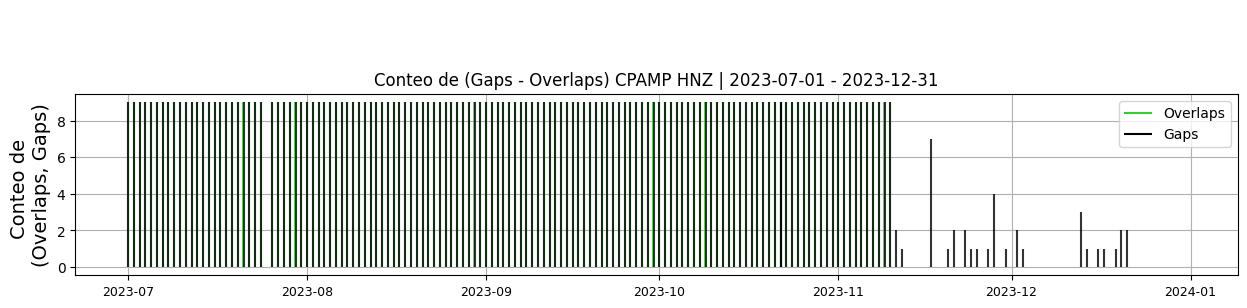 Conteo de (Gaps - Overlaps) CPAMP HNZ | 2023-07-01 - 2023-12-31
Conteo de
(Overlaps, Gaps)
8
6
4
2
0
Overlaps
Gaps
2023-07
2023-08
2023-09
2023-10
2023-11
2023-12
2024-01